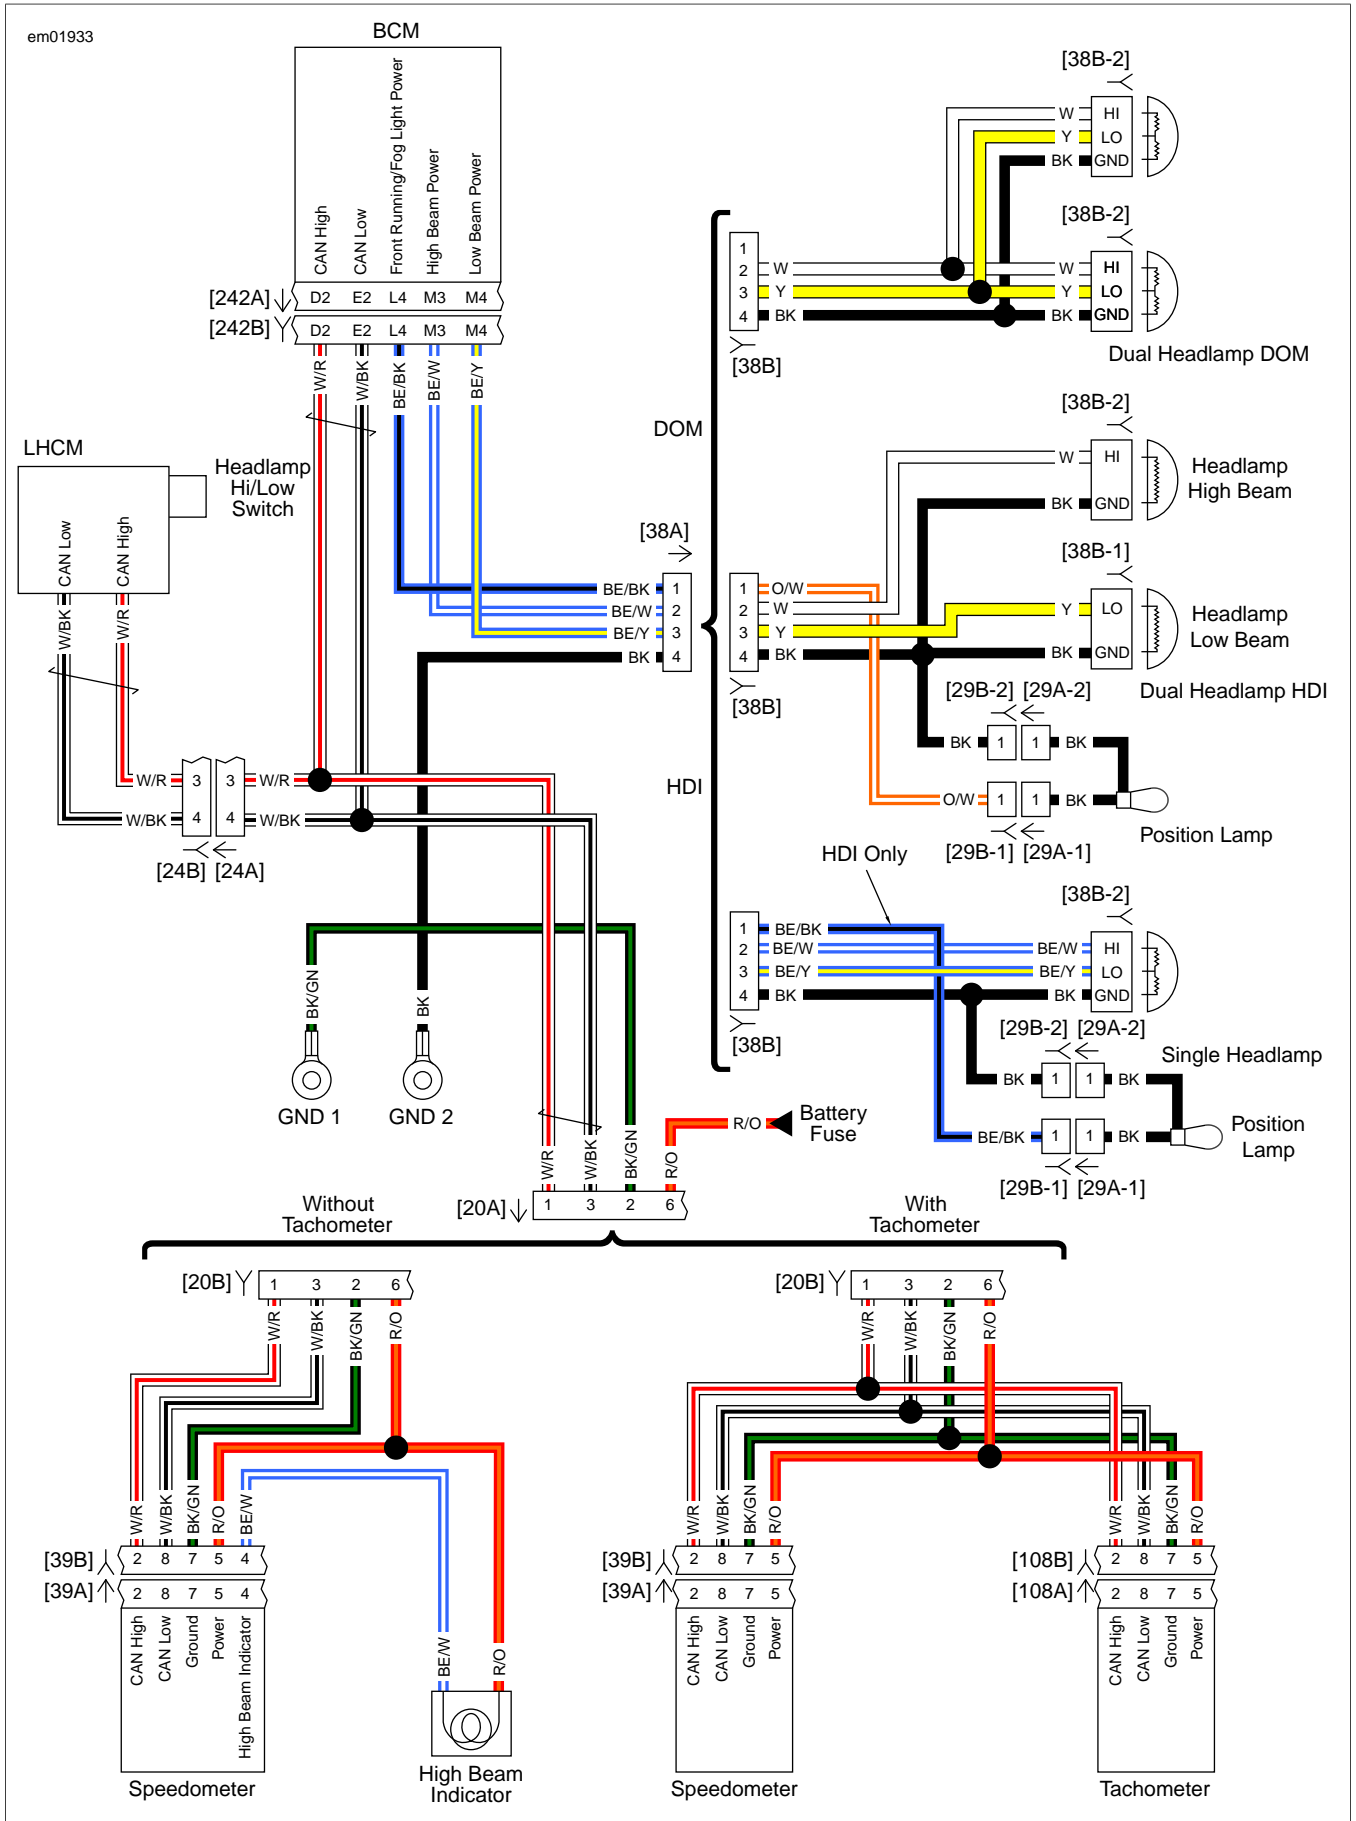 em01933
BCM
CAN High
CAN Low
Front Running/Fog Light Power
High Beam Power
Low Beam Power
[242A] D2 E2 L4 M3 M4
[242B] D2 E2 L4 M3 M4
W/R W/BK BE/BK BE/W BE/Y
LHCM
Headlamp
Hi/Low
Switch
CAN Low
CAN High
W/BK W/R
W/R 3 3 W/R
W/BK 4 4 W/BK
[24B] [24A]
[38A]
BE/BK 1
BE/W 2
BE/Y 3
BK 4
DOM
HDI
[38B-2]
W HI
Y LO
BK GND
[38B-2]
1
2 W W HI
3 Y Y LO
4 BK BK GND
[38B]
Dual Headlamp DOM
[38B-2]
W HI
BK GND
Headlamp
High Beam
[38B-1]
1 O/W
2 W
3 Y Y LO
4 BK BK GND
[38B]
Headlamp
Low Beam
Dual Headlamp HDI
[29B-2] [29A-2]
BK 1 1 BK
O/W 1 1 BK
[29B-1] [29A-1]
Position Lamp
HDI Only
[38B-2]
1 BE/BK
2 BE/W BE/W HI
3 BE/Y BE/Y LO
4 BK BK GND
[38B]
[29B-2] [29A-2]
Single Headlamp
BK 1 1 BK
BE/BK 1 1 BK
[29B-1] [29A-1]
Position
Lamp
BK/GN
BK
GND 1
GND 2
R/O
Battery
Fuse
W/R W/BK BK/GN R/O
[20A] 1 3 2 6
Without
Tachometer
With
Tachometer
[20B] 1 3 2 6
W/R W/BK BK/GN R/O
W/R W/BK BK/GN R/O BE/W
[39B] 2 8 7 5 4
[39A] 2 8 7 5 4
CAN High
CAN Low
Ground
Power
High Beam Indicator
Speedometer
BE/W R/O
High Beam
Indicator
[20B] 1 3 2 6
W/R W/BK BK/GN R/O
W/R W/BK BK/GN R/O
[39B] 2 8 7 5
[39A] 2 8 7 5
CAN High
CAN Low
Ground
Power
Speedometer
W/R W/BK BK/GN R/O
[108B] 2 8 7 5
[108A] 2 8 7 5
CAN High
CAN Low
Ground
Power
Tachometer